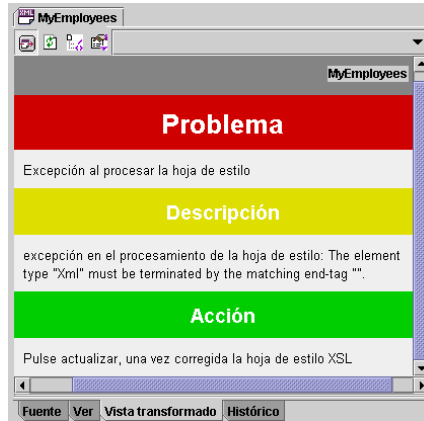 MyEmployees
MyEmployees
Problema
Excepción al procesar la hoja de estilo
Descripción
excepción en el procesamiento de la hoja de estilo: The element
type "Xml" must be terminated by the matching end-tag "".
Acción
Pulse actualizar, una vez corregida la hoja de estilo XSL
Fuente Ver Vista transformado Histórico